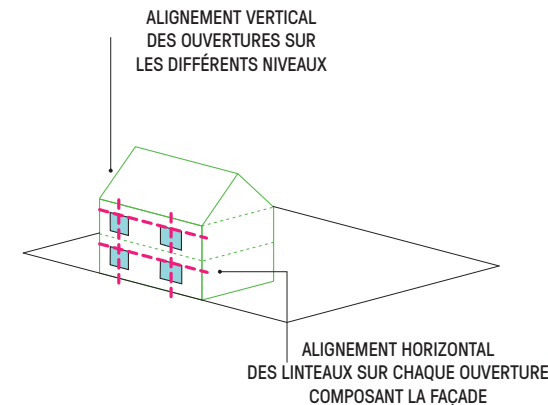 ALIGNEMENT VERTICAL
DES OUVERTURES SUR
LES DIFFÉRENTS NIVEAUX
ALIGNEMENT HORIZONTAL
DES LINTEAUX SUR CHAQUE OUVERTURE
COMPOSANT LA FAÇADE